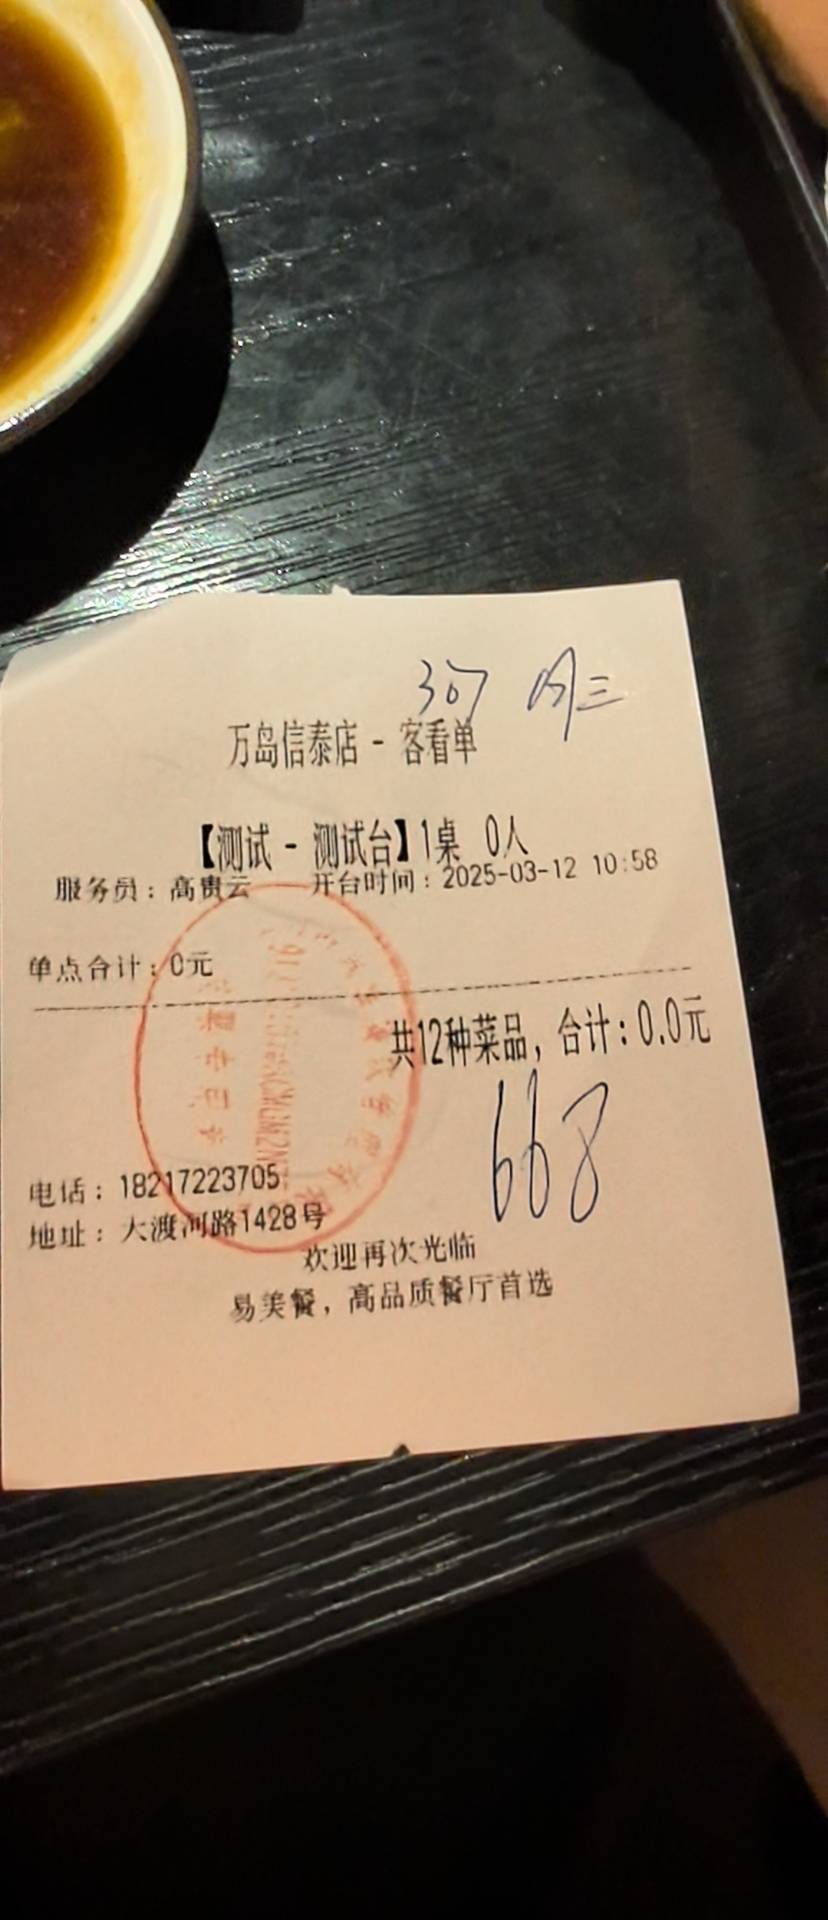 307 周三
万岛信泰店 - 客看单
【测试 - 测试台】1桌 0人
服务员：高贵云 开台时间：2025-03-12 10:58
单点合计：0元
共12种菜品，合计：0.0元
668
电话：18217223705
地址：大渡河路1428号
欢迎再次光临
易美餐，高品质餐厅首选